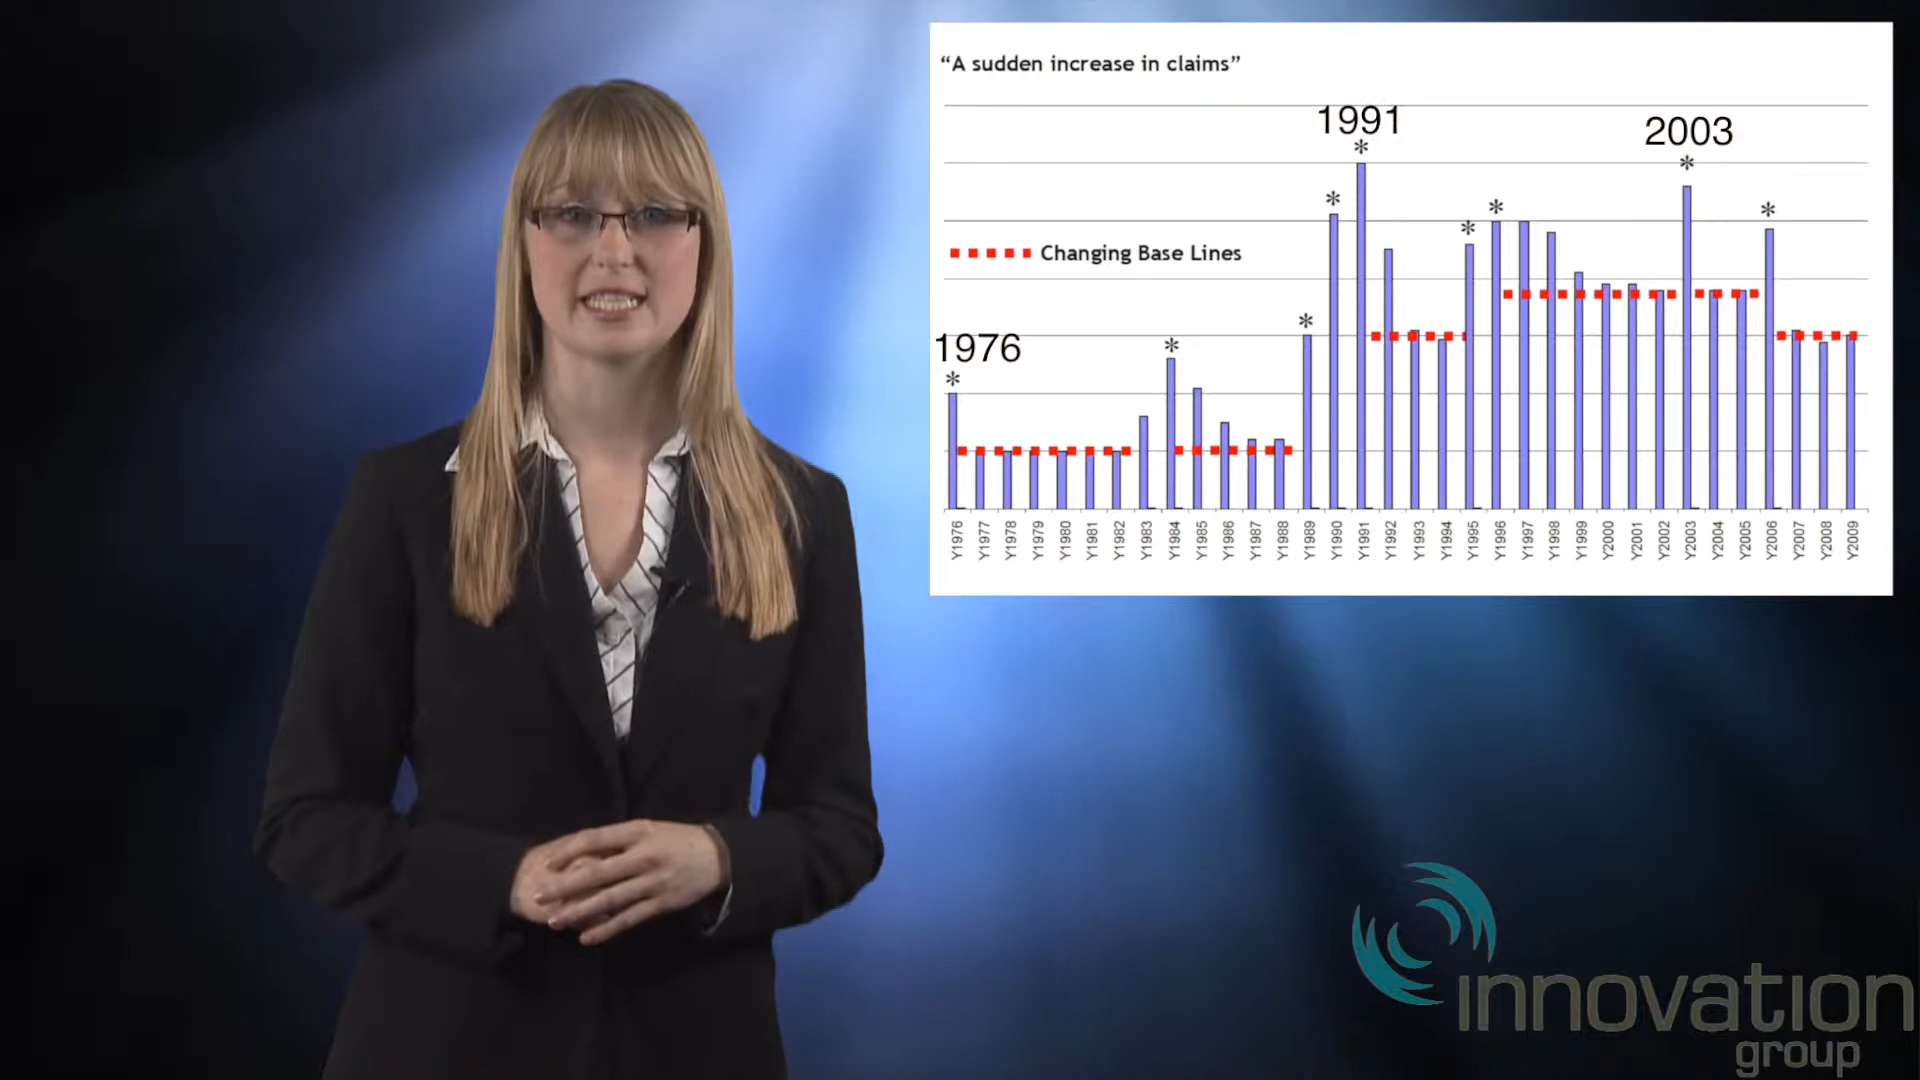 “A sudden increase in claims”
1991
2003
*
*
*
*
*
*
Changing Base Lines
*
1976
*
*
Y1976 Y1977 Y1978 Y1979 Y1980 Y1981 Y1982 Y1983 Y1984 Y1985 Y1986 Y1987 Y1988 Y1989 Y1990 Y1991 Y1992 Y1993 Y1994 Y1995 Y1996 Y1997 Y1998 Y1999 Y2000 Y2001 Y2002 Y2003 Y2004 Y2005 Y2006 Y2007 Y2008 Y2009
innovation
group